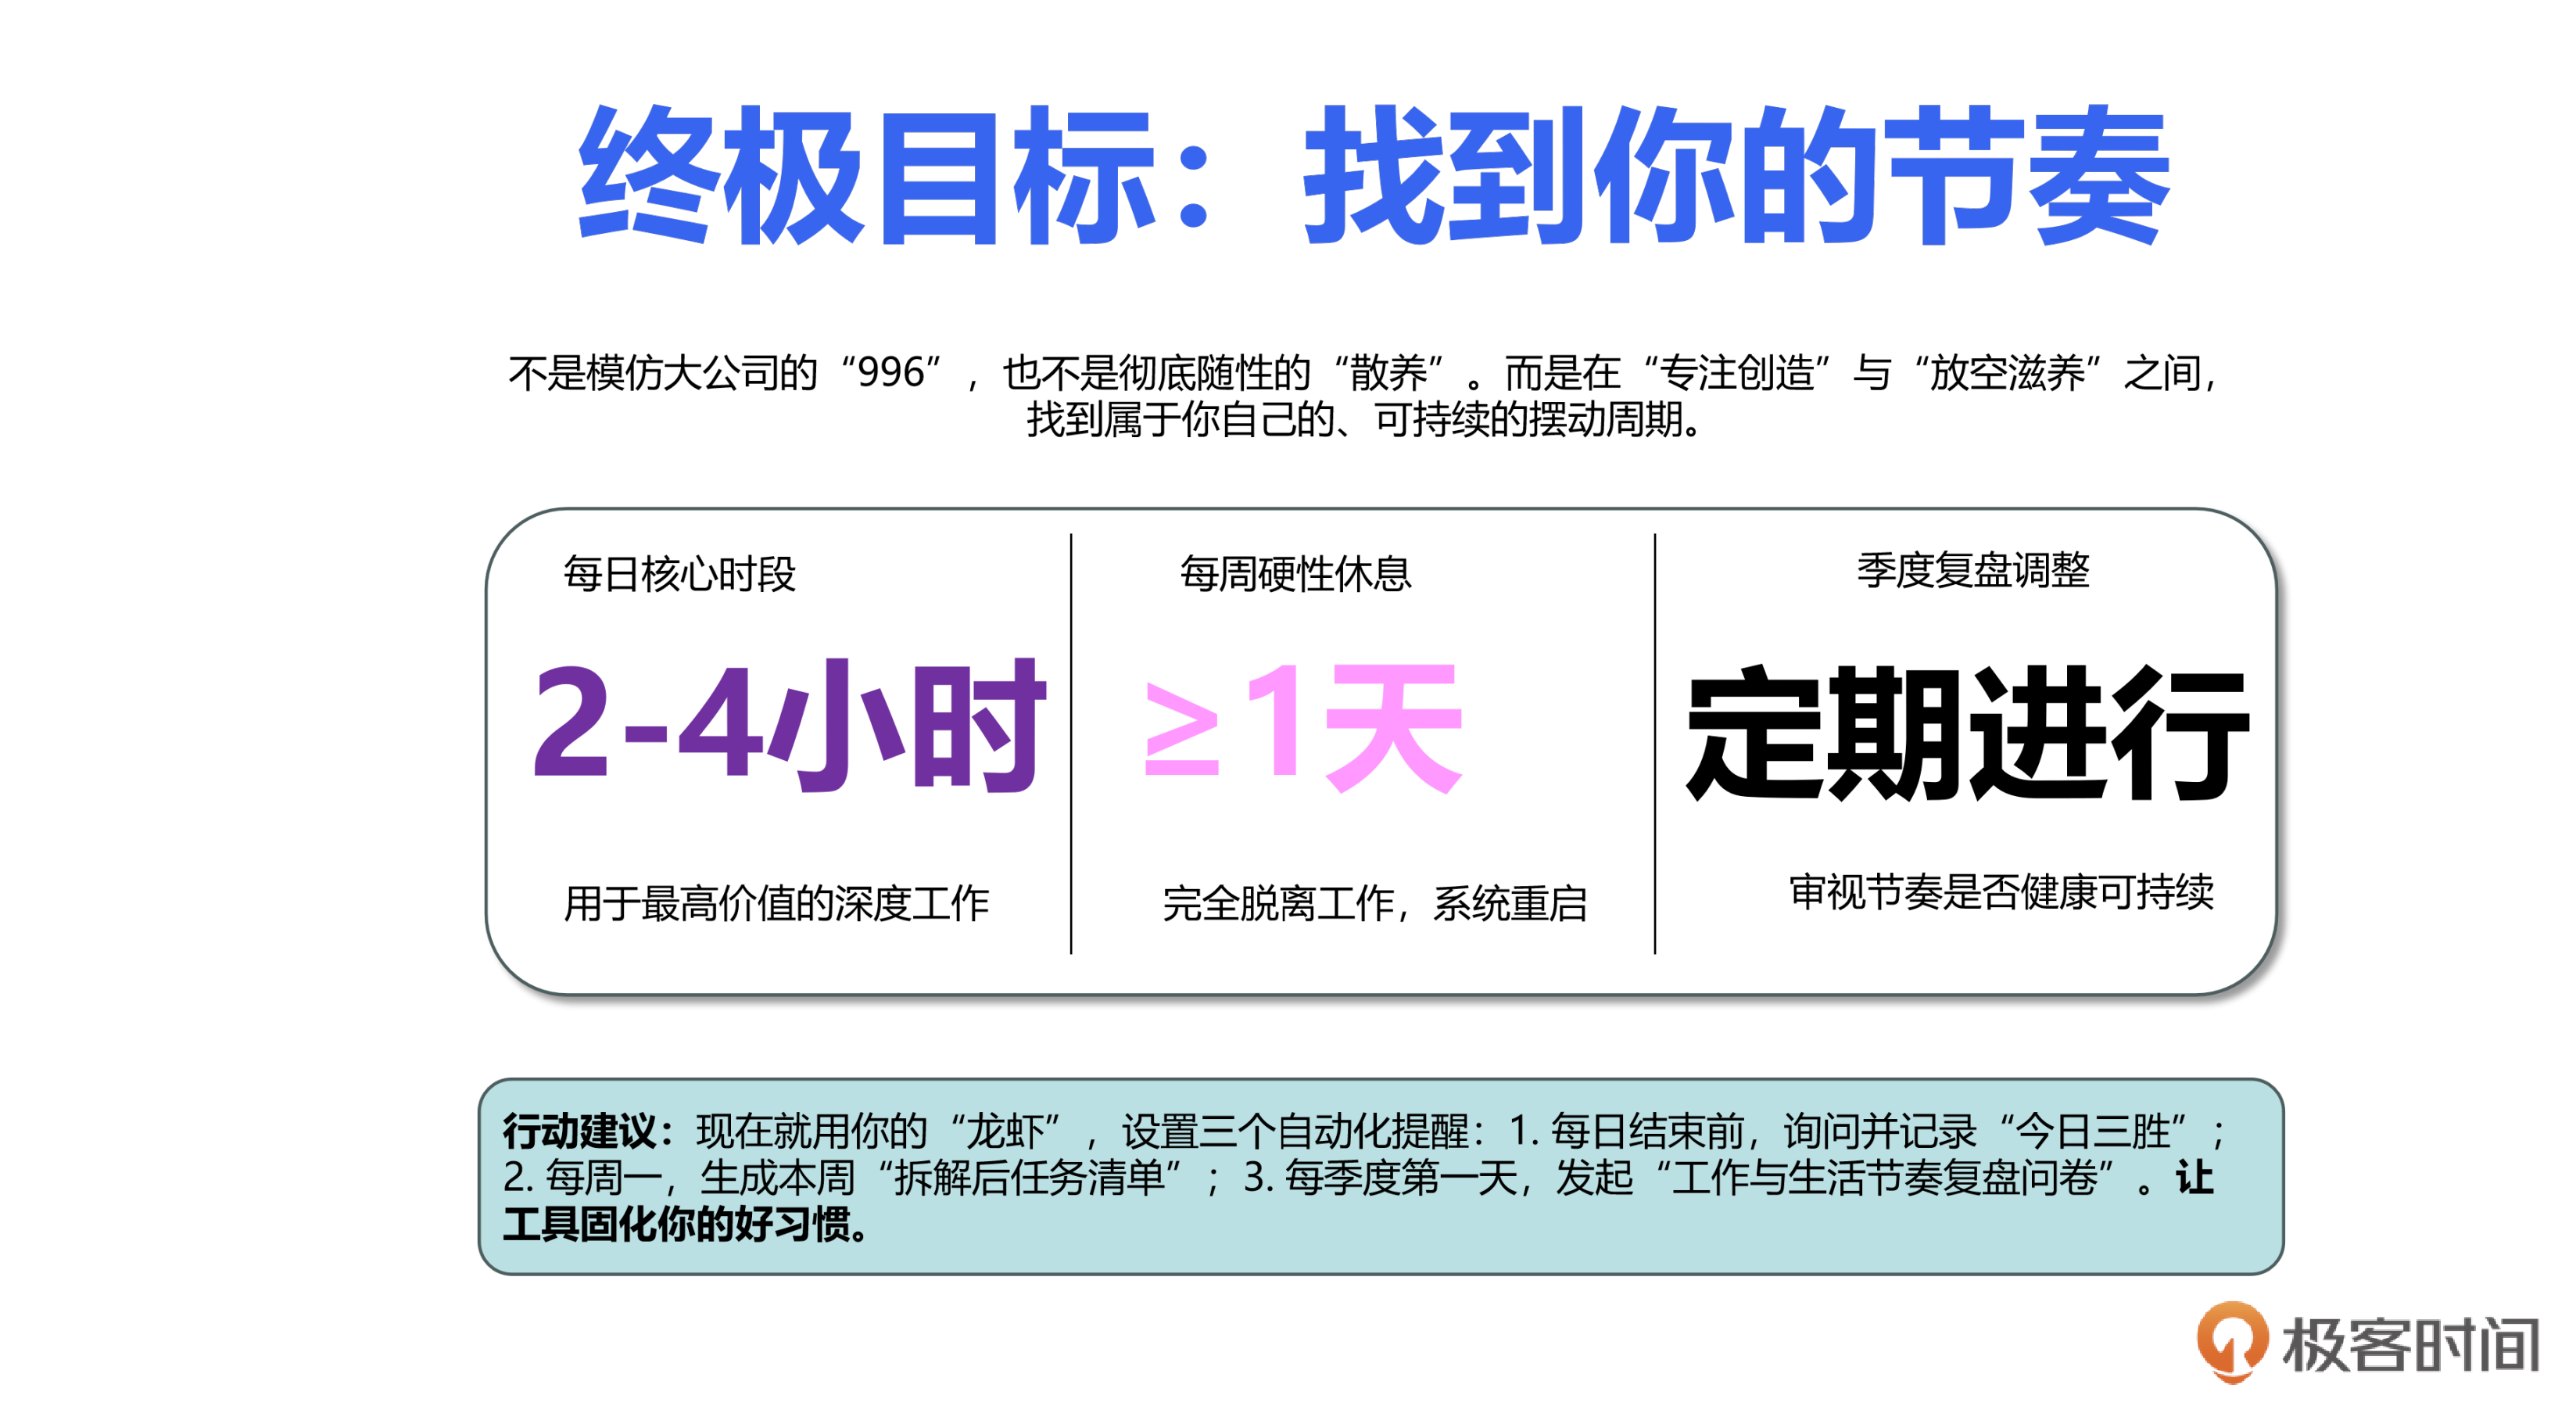 终极目标：找到你的节奏
不是模仿大公司的“996”，也不是彻底随性的“散养”。而是在“专注创造”与“放空滋养”之间，
找到属于你自己的、可持续的摆动周期。
每日核心时段
2-4小时
用于最高价值的深度工作
每周硬性休息
≥1天
完全脱离工作，系统重启
季度复盘调整
定期进行
审视节奏是否健康可持续
行动建议：现在就用你的“龙虾”，设置三个自动化提醒：1. 每日结束前，询问并记录“今日三胜”；
2. 每周一，生成本周“拆解后任务清单”；3. 每季度第一天，发起“工作与生活节奏复盘问卷”。让
工具固化你的好习惯。
极客时间